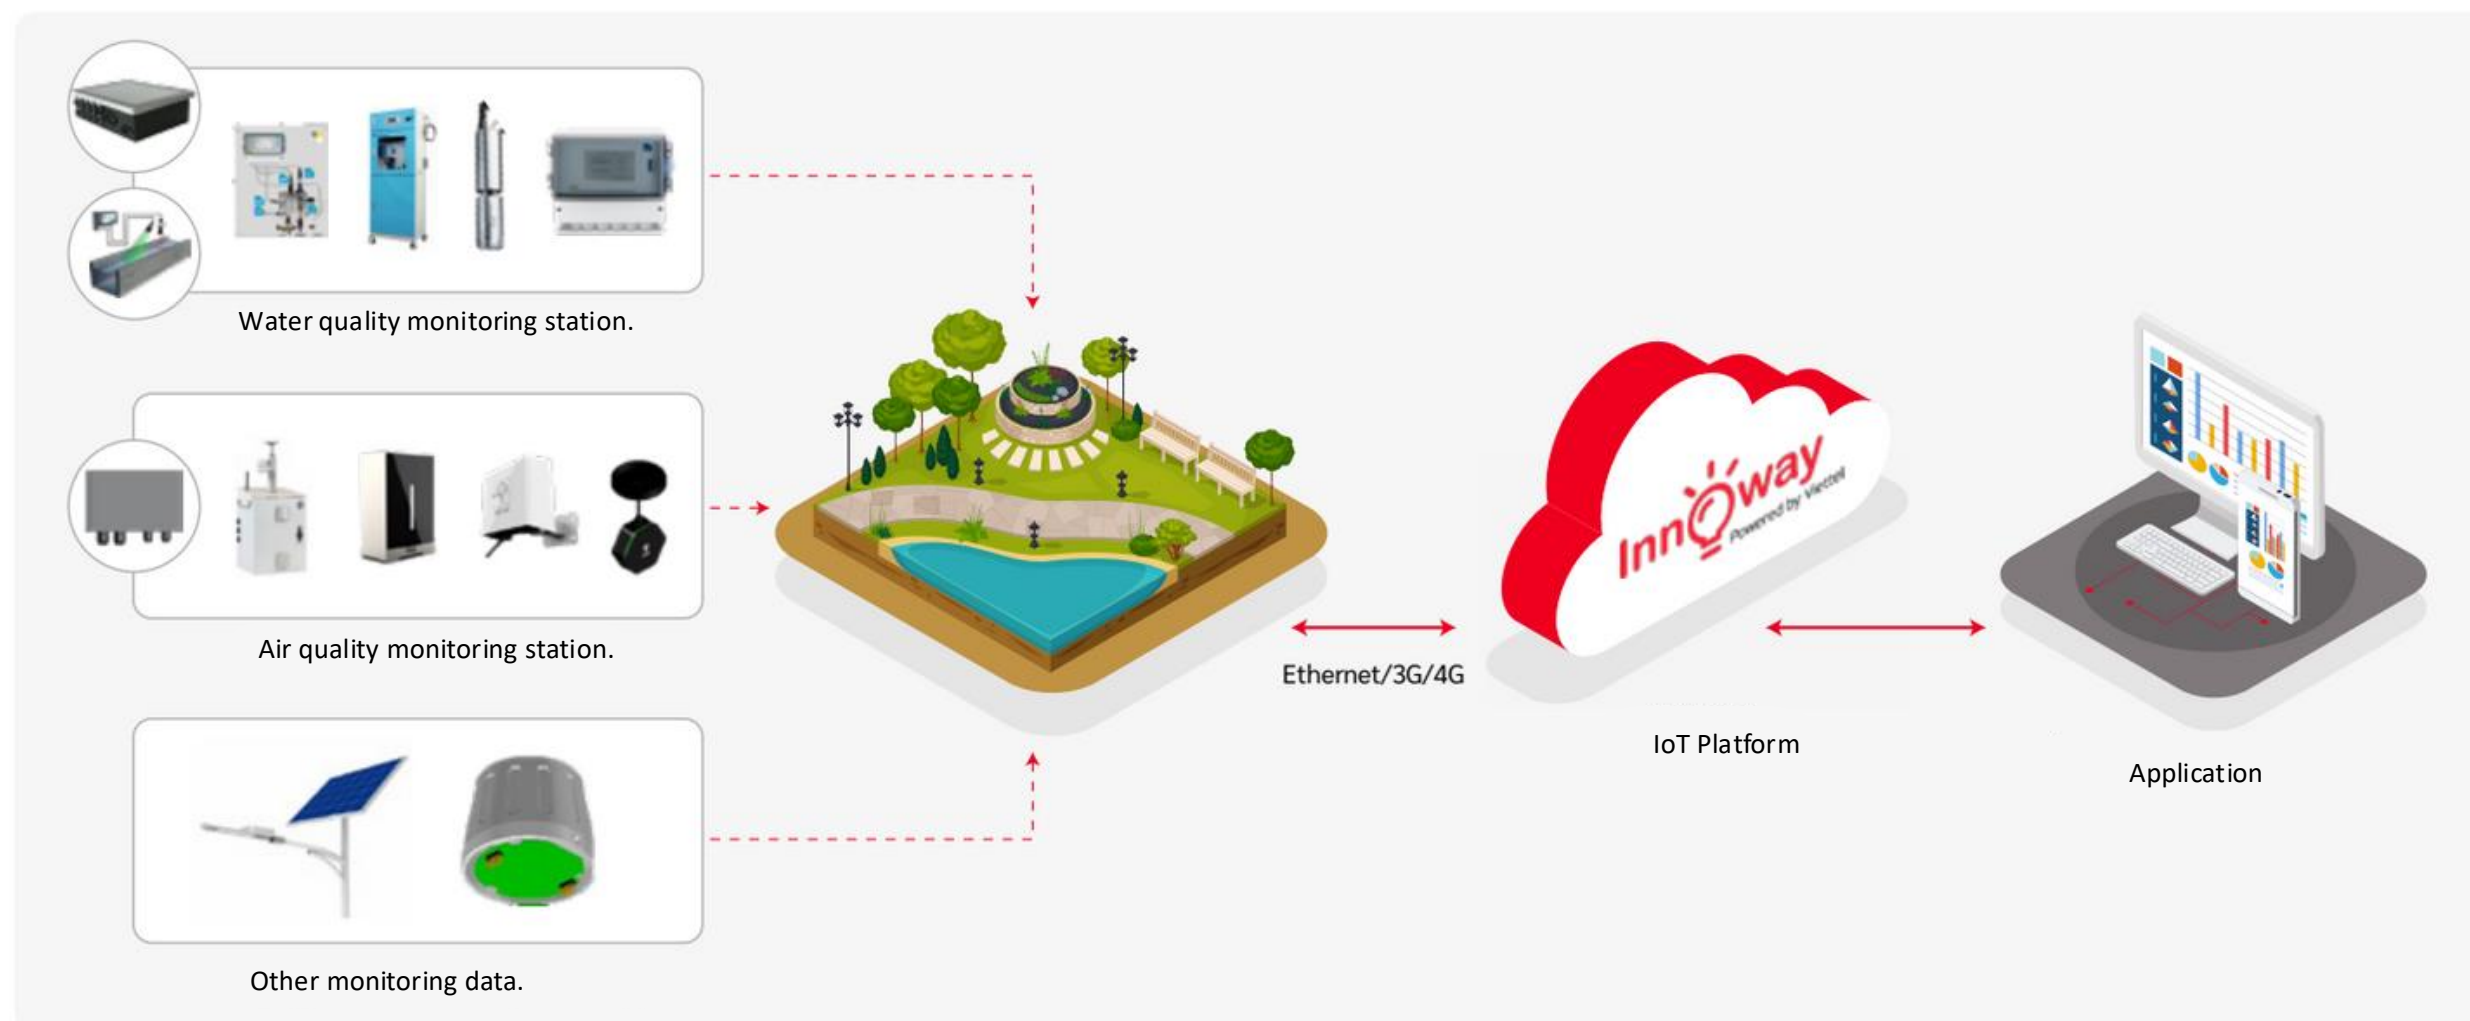 Water quality monitoring station.
Air quality monitoring station.
Other monitoring data.
Ethernet/3G/4G
Innoway
Powered by Viettel
IoT Platform
Application